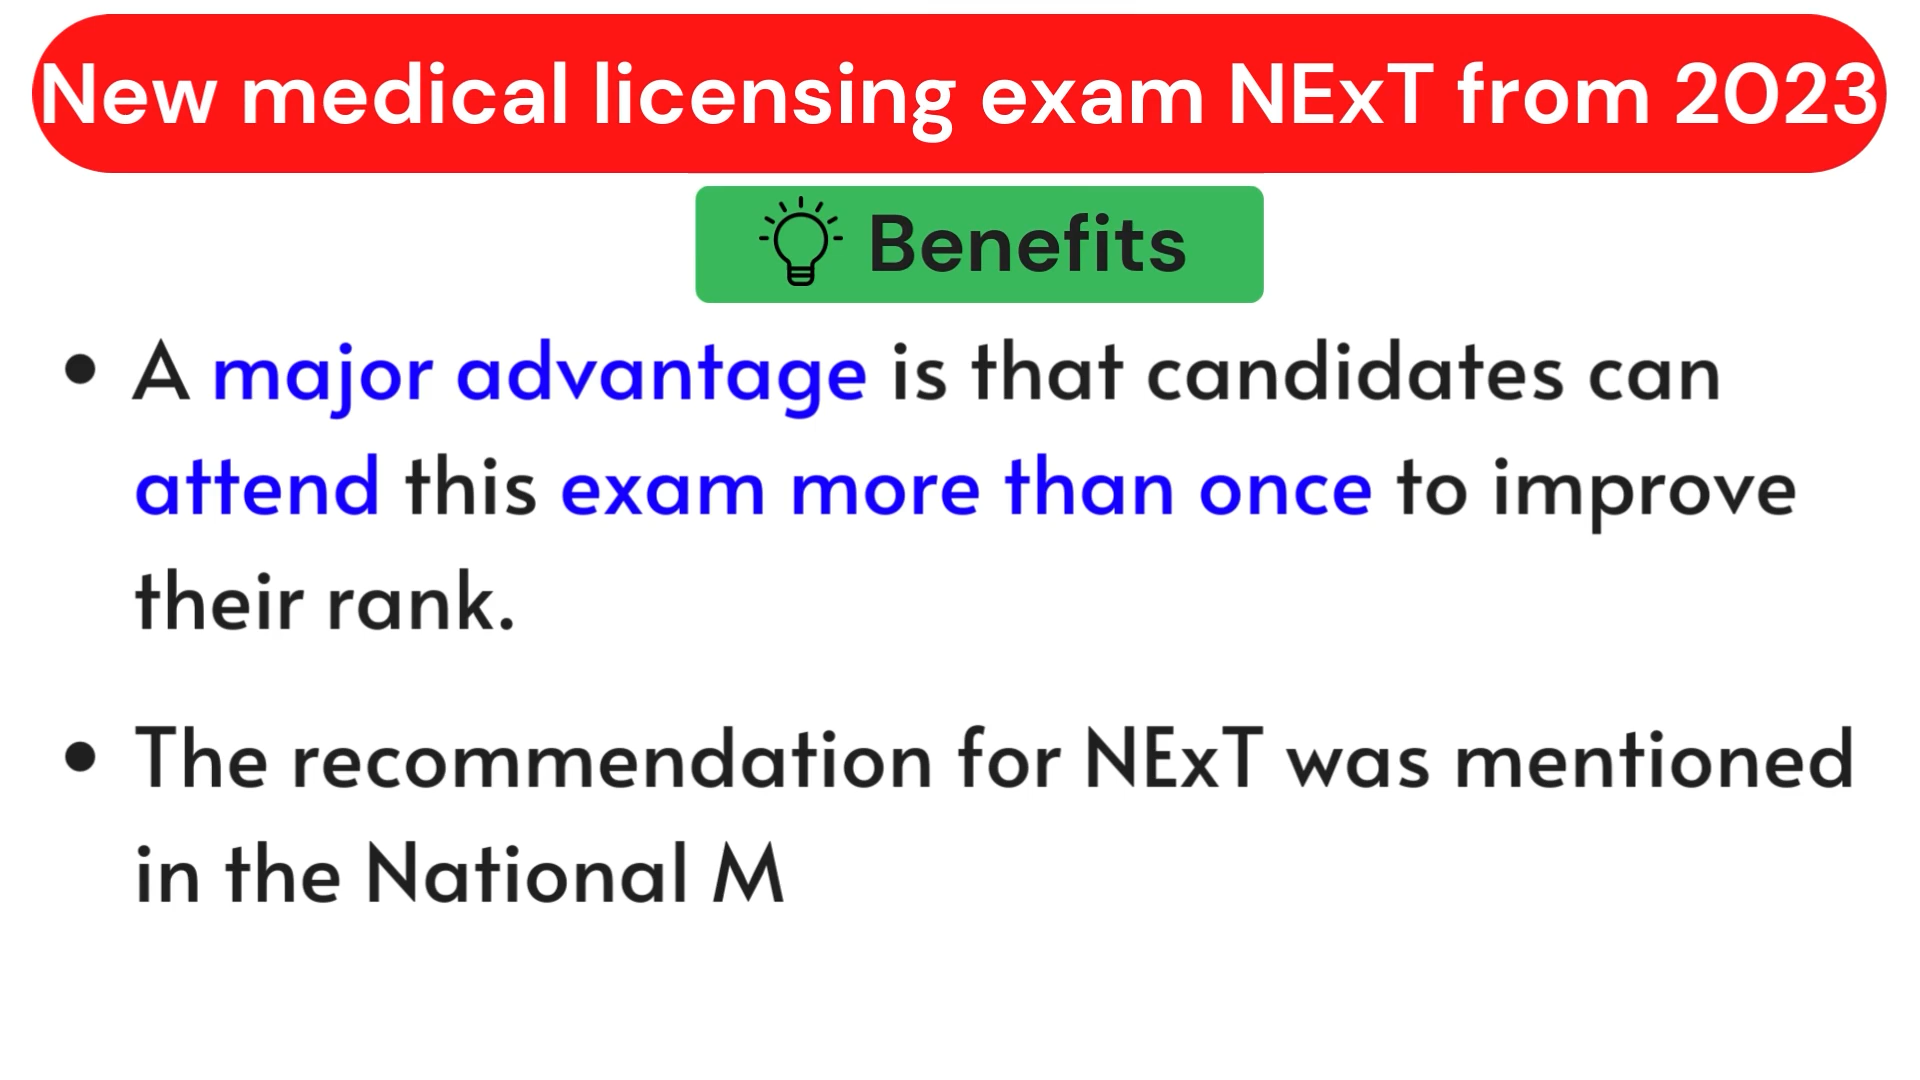 New medical licensing exam NExT from 2023
Benefits
• A major advantage is that candidates can
attend this exam more than once to improve
their rank.
• The recommendation for NExT was mentioned
in the National M